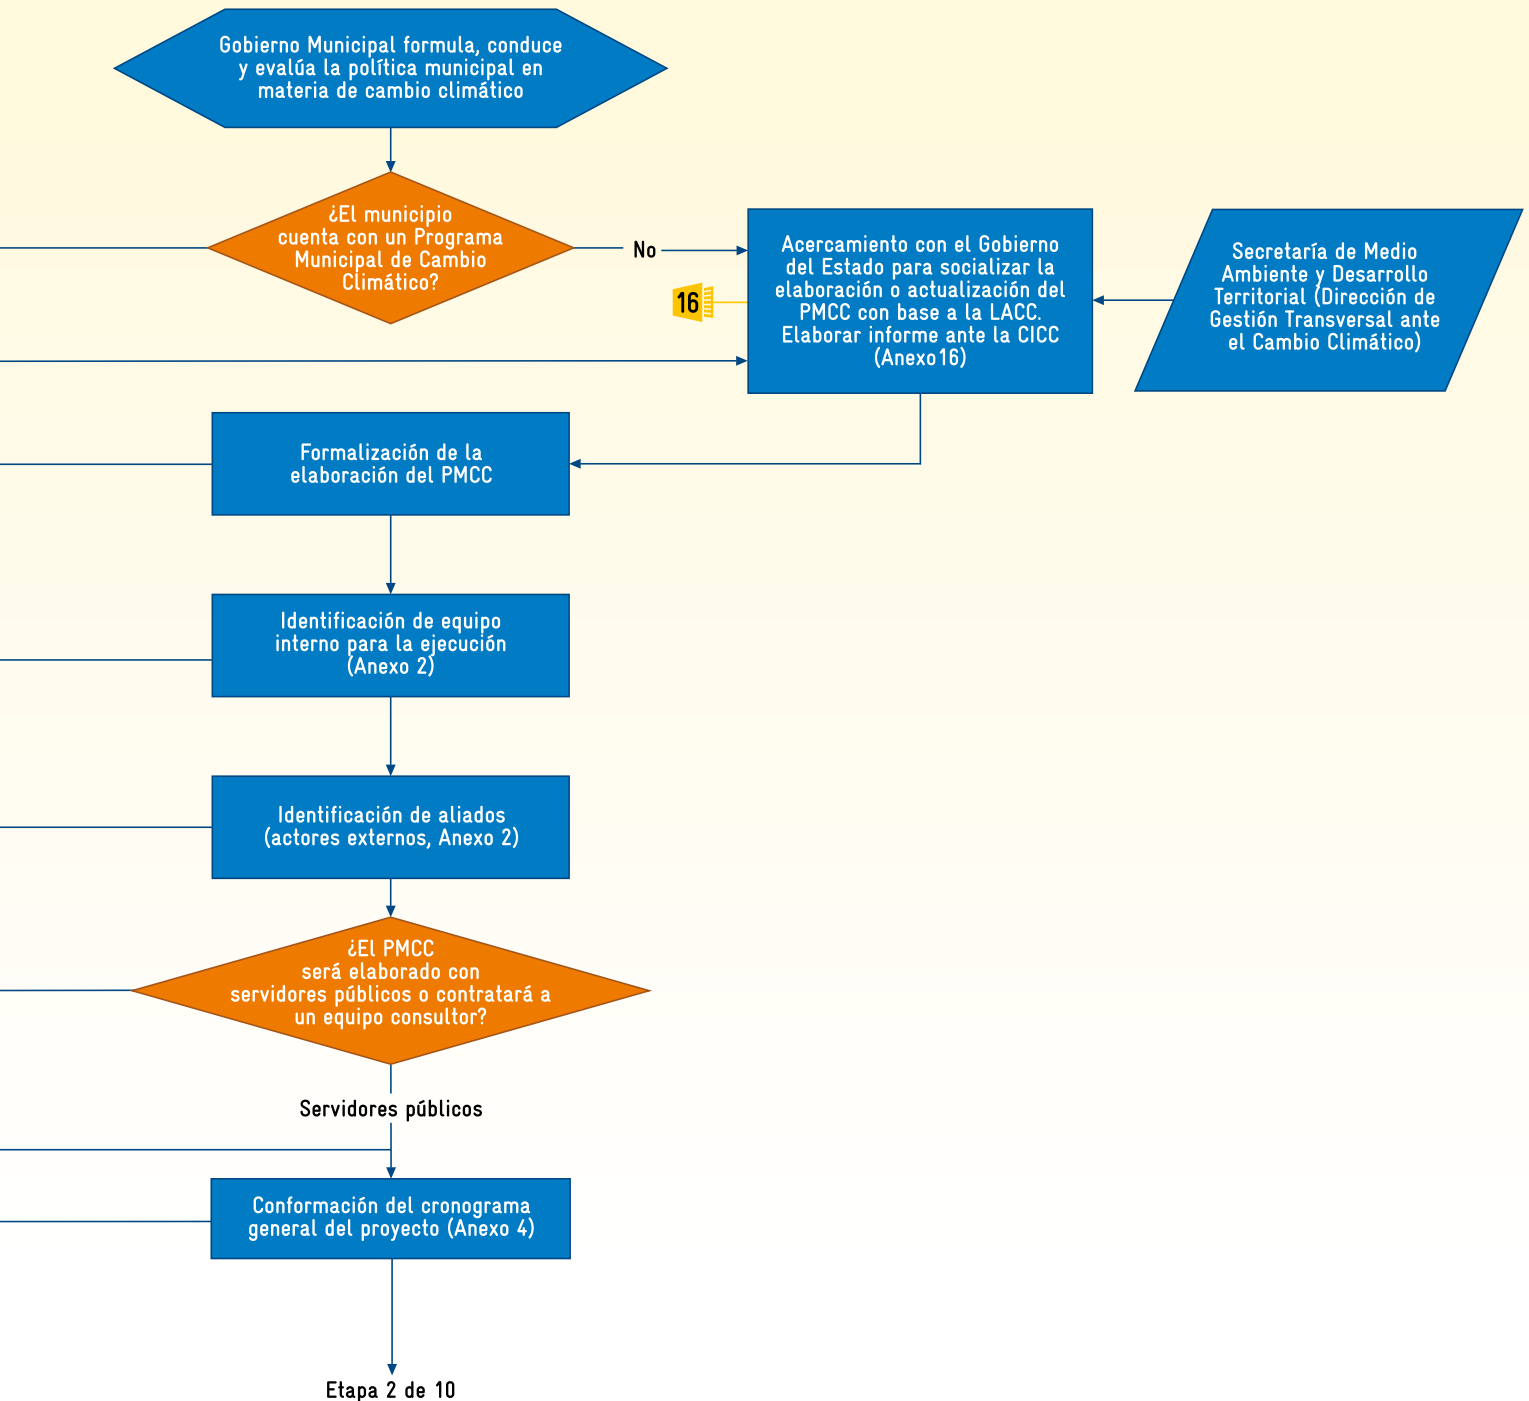 Gobierno Municipal formula, conduce
y evalúa la política municipal en
materia de cambio climático
¿El municipio
cuenta con un Programa
Municipal de Cambio
Climático?
No
Acercamiento con el Gobierno
del Estado para socializar la
elaboración o actualización del
PMCC con base a la LACC.
Elaborar informe ante la CICC
(Anexo16)
16
Secretaría de Medio
Ambiente y Desarrollo
Territorial (Dirección de
Gestión Transversal ante
el Cambio Climático)
Formalización de la
elaboración del PMCC
Identificación de equipo
interno para la ejecución
(Anexo 2)
Identificación de aliados
(actores externos, Anexo 2)
¿El PMCC
será elaborado con
servidores públicos o contratará a
un equipo consultor?
Servidores públicos
Conformación del cronograma
general del proyecto (Anexo 4)
Etapa 2 de 10